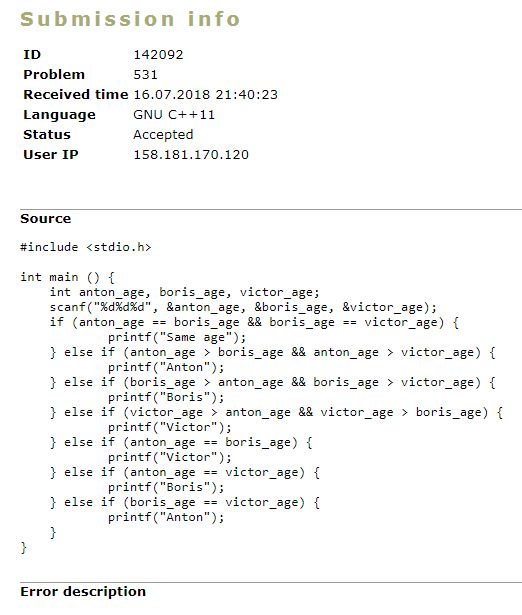 Submission info
ID 142092
Problem 531
Received time 16.07.2018 21:40:23
Language GNU C++11
Status Accepted
User IP 158.181.170.120
Source
#include <stdio.h>
int main () {
    int anton_age, boris_age, victor_age;
    scanf("%d%d%d", &anton_age, &boris_age, &victor_age);
    if (anton_age == boris_age && boris_age == victor_age) {
            printf("Same age");
    } else if (anton_age > boris_age && anton_age > victor_age) {
            printf("Anton");
    } else if (boris_age > anton_age && boris_age > victor_age) {
            printf("Boris");
    } else if (victor_age > anton_age && victor_age > boris_age) {
            printf("Victor");
    } else if (anton_age == boris_age) {
            printf("Victor");
    } else if (anton_age == victor_age) {
            printf("Boris");
    } else if (boris_age == victor_age) {
            printf("Anton");
    }
}
Error description